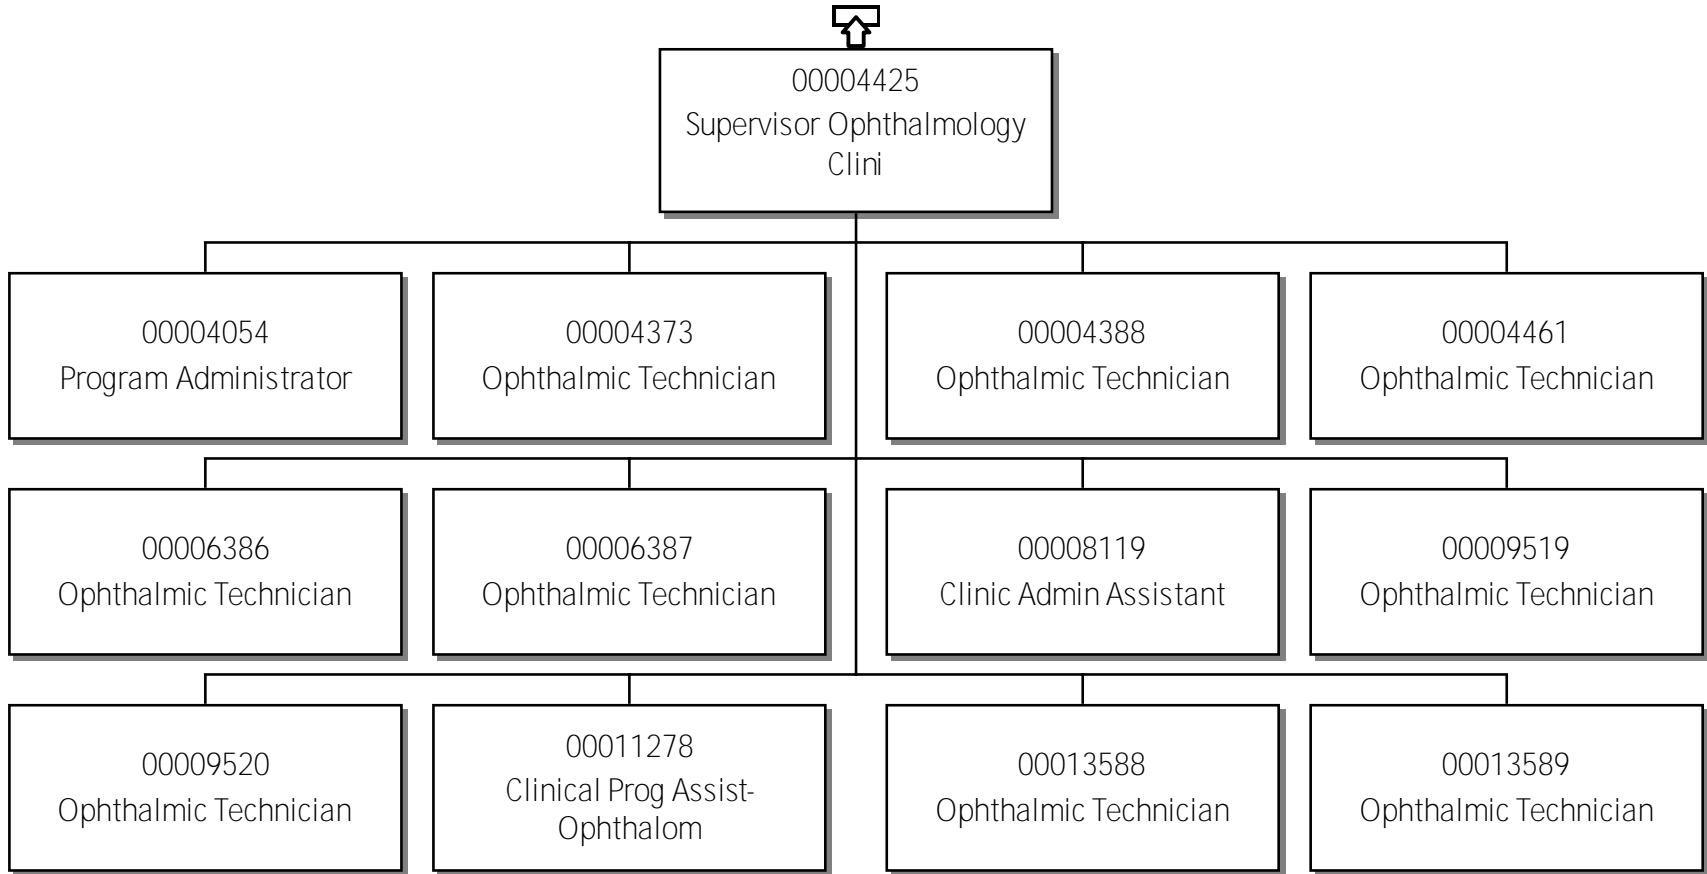 00004425
Supervisor Ophthalmology
Clini
00004054
Program Administrator
00004373
Ophthalmic Technician
00004388
Ophthalmic Technician
00004461
Ophthalmic Technician
00006386
Ophthalmic Technician
00006387
Ophthalmic Technician
00008119
Clinic Admin Assistant
00009519
Ophthalmic Technician
00009520
Ophthalmic Technician
00011278
Clinical Prog Assist-
Ophthalom
00013588
Ophthalmic Technician
00013589
Ophthalmic Technician